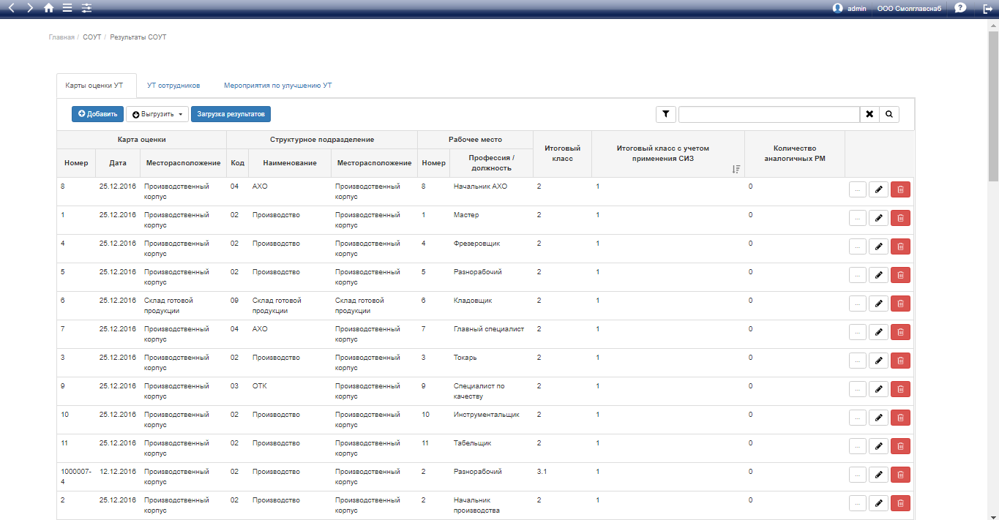 admin ООО Смолглавснаб
Главная / СОУТ / Результаты СОУТ
Карты оценки УТ УТ сотрудников Мероприятия по улучшению УТ
Добавить Выгрузить Загрузка результатов
Карта оценки Структурное подразделение Рабочее место Итоговый класс Итоговый класс с учетом применения СИЗ Количество аналогичных РМ
Номер Дата Месторасположение Код Наименование Месторасположение Номер Профессия / должность
8 25.12.2016 Производственный 04 АХО Производственный 8 Начальник АХО 2 1 0 ...
корпус корпус
1 25.12.2016 Производственный 02 Производство Производственный 1 Мастер 2 1 0 ...
корпус корпус
4 25.12.2016 Производственный 02 Производство Производственный 4 Фрезеровщик 2 1 0 ...
корпус корпус
5 25.12.2016 Производственный 02 Производство Производственный 5 Разнорабочий 2 1 0 ...
корпус корпус
6 25.12.2016 Склад готовой 09 Склад готовой Склад готовой 6 Кладовщик 2 1 0 ...
продукции продукции продукции
7 25.12.2016 Производственный 04 АХО Производственный 7 Главный специалист 2 1 0 ...
корпус корпус
3 25.12.2016 Производственный 02 Производство Производственный 3 Токарь 2 1 0 ...
корпус корпус
9 25.12.2016 Производственный 03 ОТК Производственный 9 Специалист по 2 1 0 ...
корпус корпус качеству
10 25.12.2016 Производственный 02 Производство Производственный 10 Инструментальщик 2 1 0 ...
корпус корпус
11 25.12.2016 Производственный 02 Производство Производственный 11 Табельщик 2 1 0 ...
корпус корпус
1000007- 12.12.2016 Производственный 02 Производство Производственный 2 Разнорабочий 3.1 1 0 ...
4 корпус корпус
2 25.12.2016 Производственный 02 Производство Производственный 2 Начальник 2 1 0 ...
корпус корпус производства